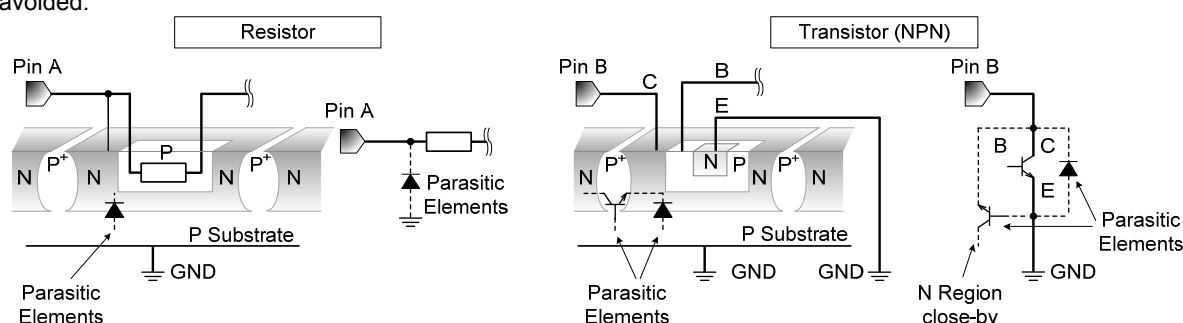 avoided.
Resistor
Transistor (NPN)
Pin A
Pin A
Pin B
C
B
E
Pin B
N
P+
N
P
N
P+
N
Parasitic
Elements
P Substrate
GND
Parasitic
Elements
N
P+
N
P
N
P+
N
P Substrate
GND
GND
Parasitic
Elements
B
C
E
Parasitic
Elements
GND
N Region
close-by